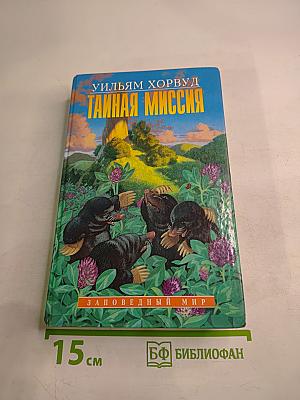 УИЛЬЯМ ХОРВУД
ТАЙНАЯ МИССИЯ
ЗАПОВЕДНЫЙ МИР
15 см
БФ БИБЛИОФАН